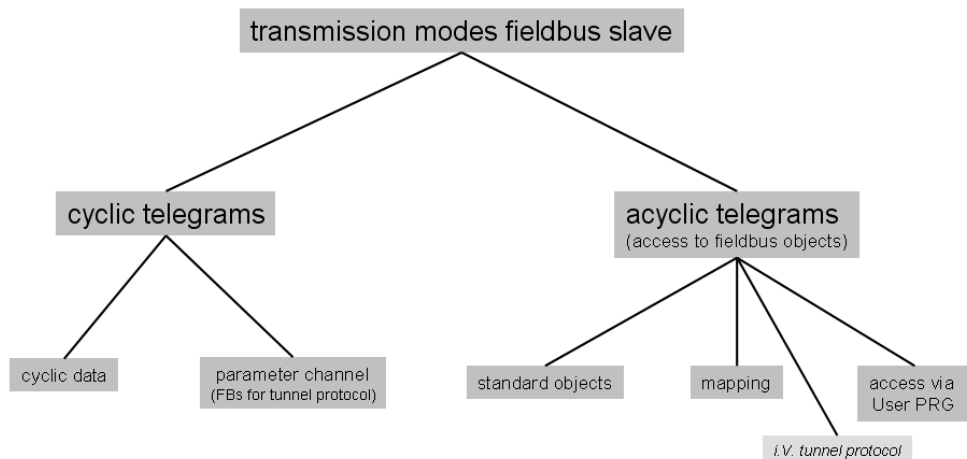 transmission modes fieldbus slave
cyclic telegrams
acyclic telegrams
(access to fieldbus objects)
cyclic data
parameter channel
(FBs for tunnel protocol)
standard objects
mapping
access via
User PRG
i.V. tunnel protocol